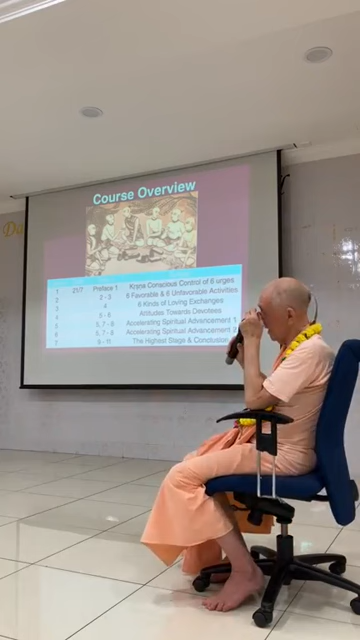 Course Overview
1 21/7 Preface 1 Krsna Conscious Control of 6 urges
2 2 - 3 6 Favorable & 6 Unfavorable Activities
3 4 6 Kinds of Loving Exchanges
4 5 - 6 Attitudes Towards Devotees
5 5, 7 - 8 Accelerating Spiritual Advancement 1
6 5, 7 - 8 Accelerating Spiritual Advancement 2
7 9 - 11 The Highest Stage & Conclusion